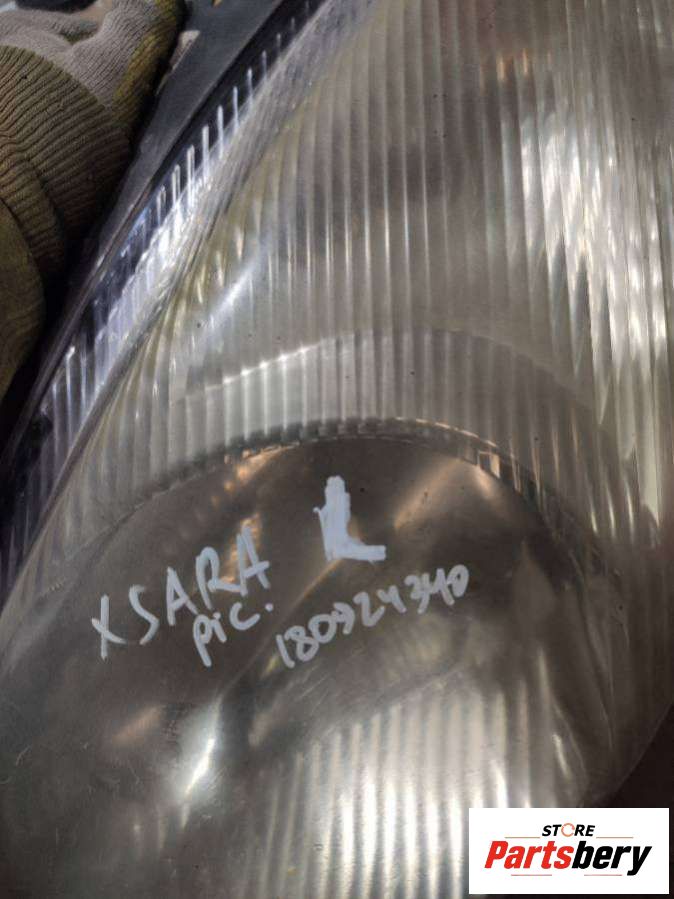 XSARA L
pic. 180924340
STORE
Partsbery